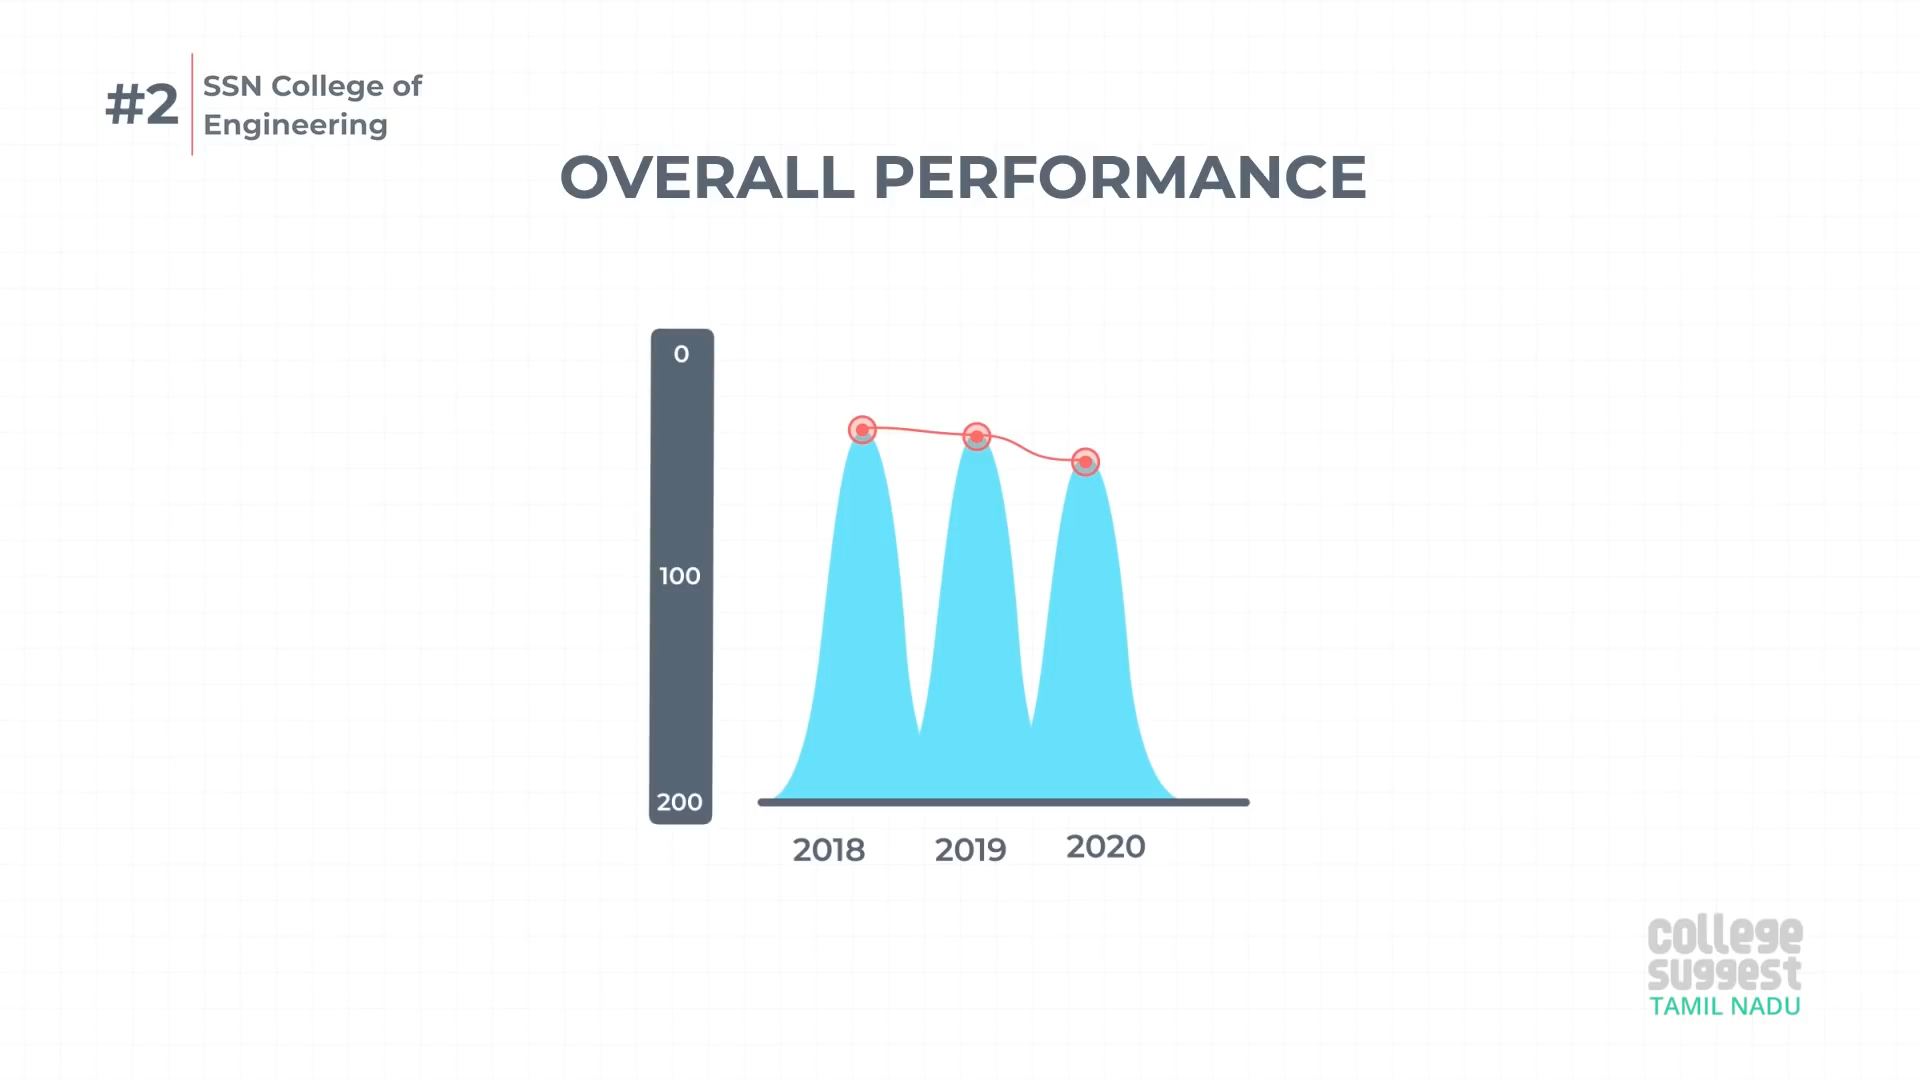 #2
SSN College of
Engineering
OVERALL PERFORMANCE
0
100
200
2018 2019 2020
college
suggest
TAMIL NADU